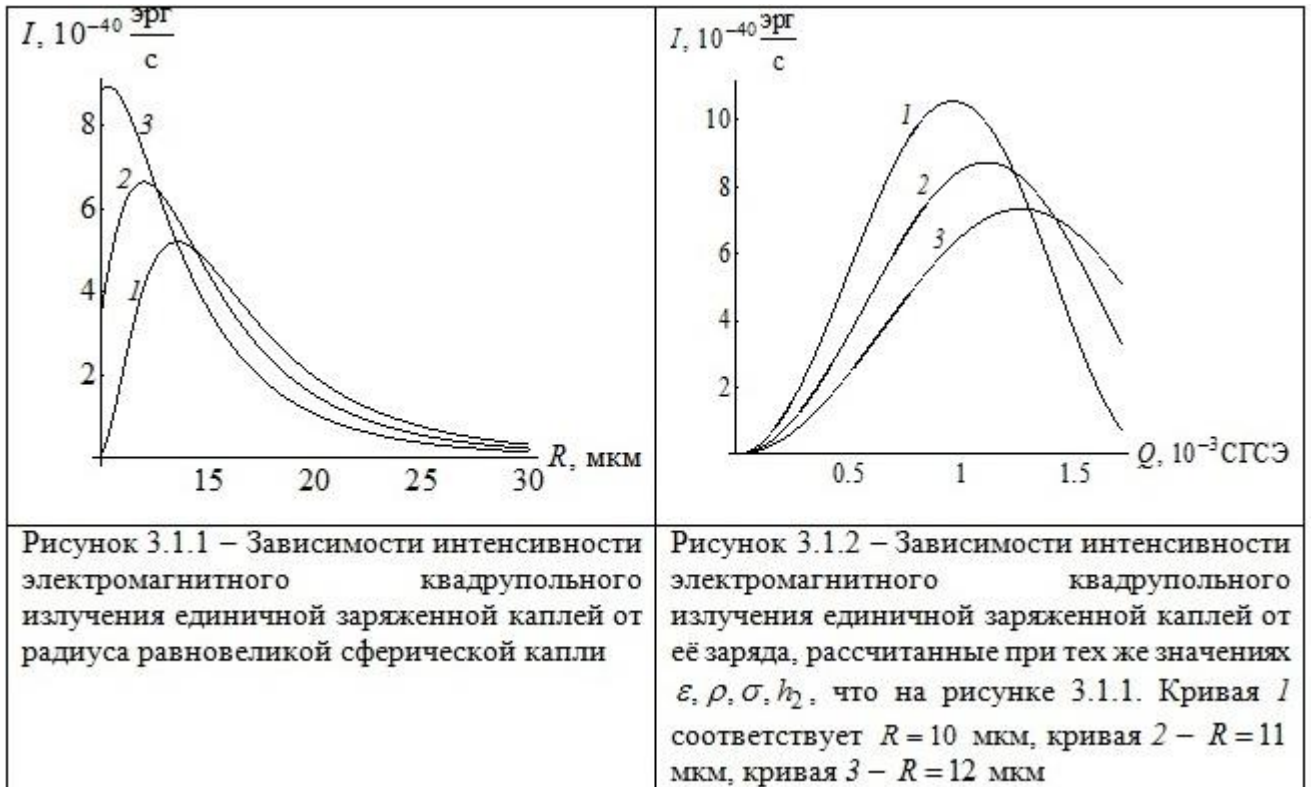 I, 10⁻⁴⁰ эрг/с
8
6
4
2
3
2
1
15 20 25 30
R, мкм
I, 10⁻⁴⁰ эрг/с
10
8
6
4
2
1
2
3
0.5 1 1.5
Q, 10⁻³ СГСЭ
Рисунок 3.1.1 – Зависимости интенсивности
электромагнитного квадрупольного
излучения единичной заряженной каплей от
радиуса равновеликой сферической капли
Рисунок 3.1.2 – Зависимости интенсивности
электромагнитного квадрупольного
излучения единичной заряженной каплей от
её заряда, рассчитанные при тех же значениях
ε, ρ, σ, h₂, что на рисунке 3.1.1. Кривая 1
соответствует R = 10 мкм, кривая 2 – R = 11
мкм, кривая 3 – R = 12 мкм